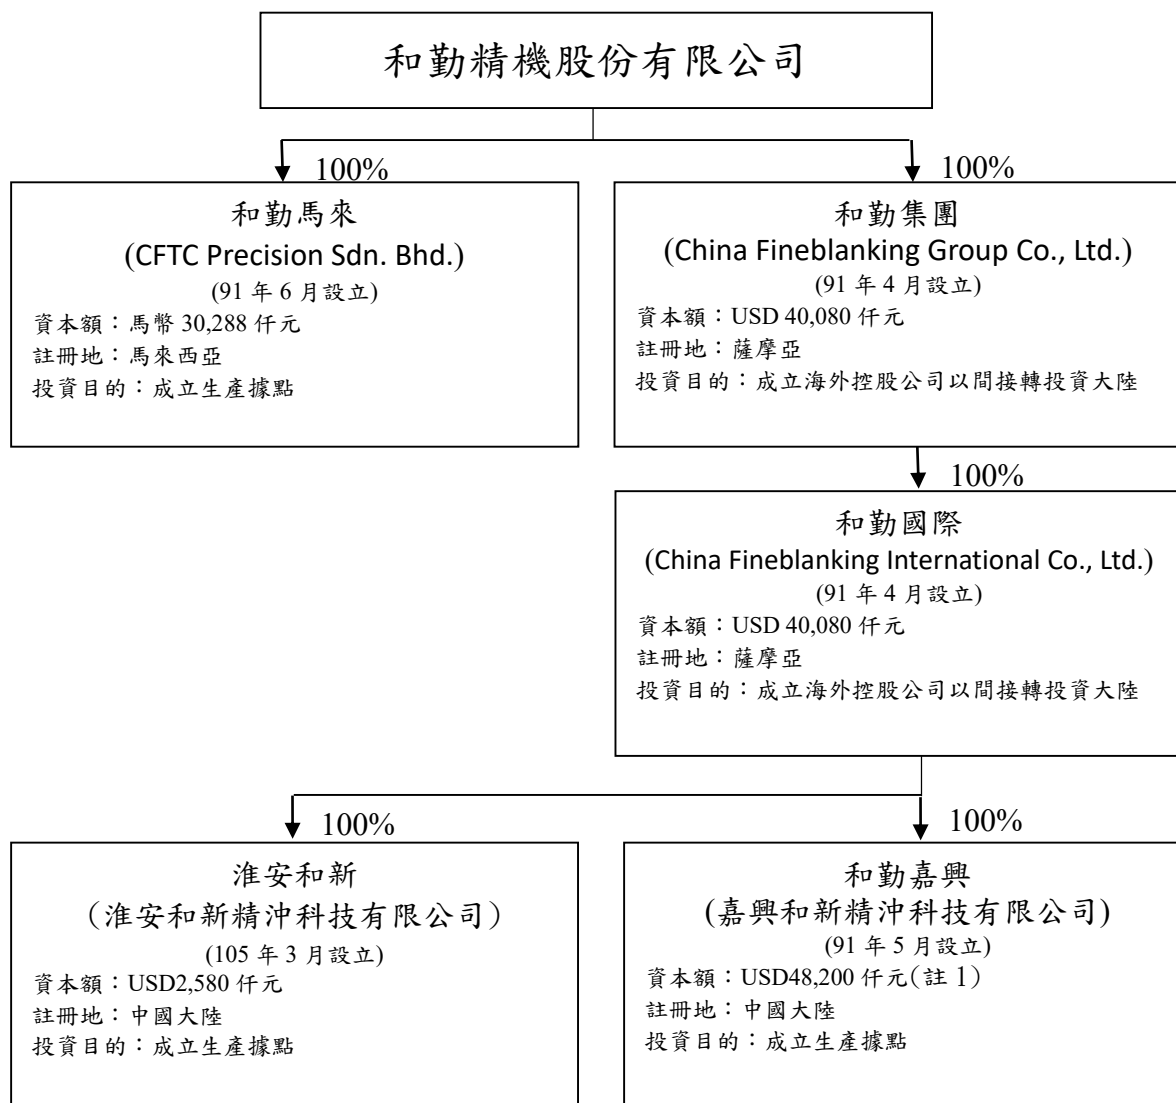 和勤精機股份有限公司
100%
100%
和勤馬來
(CFTC Precision Sdn. Bhd.)
(91 年 6 月設立)
資本額：馬幣 30,288 仟元
註冊地：馬來西亞
投資目的：成立生產據點
和勤集團
(China Fineblanking Group Co., Ltd.)
(91 年 4 月設立)
資本額：USD 40,080 仟元
註冊地：薩摩亞
投資目的：成立海外控股公司以間接轉投資大陸
100%
和勤國際
(China Fineblanking International Co., Ltd.)
(91 年 4 月設立)
資本額：USD 40,080 仟元
註冊地：薩摩亞
投資目的：成立海外控股公司以間接轉投資大陸
100%
100%
淮安和新
（淮安和新精沖科技有限公司）
(105 年 3 月設立)
資本額：USD2,580 仟元
註冊地：中國大陸
投資目的：成立生產據點
和勤嘉興
(嘉興和新精沖科技有限公司)
(91 年 5 月設立)
資本額：USD48,200 仟元(註 1)
註冊地：中國大陸
投資目的：成立生產據點